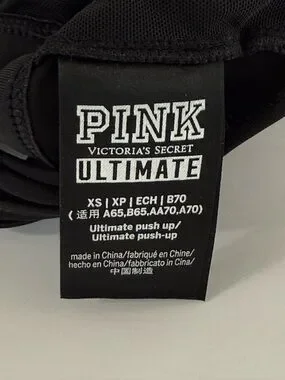 PINK
VICTORIA'S SECRET
ULTIMATE
XS | XP | ECH | B70
( 适用 A65,B65,AA70,A70)
Ultimate push up/
Ultimate push-up
made in China/fabriqué en Chine/
hecho en China/fabbricato in Cina/
中国制造